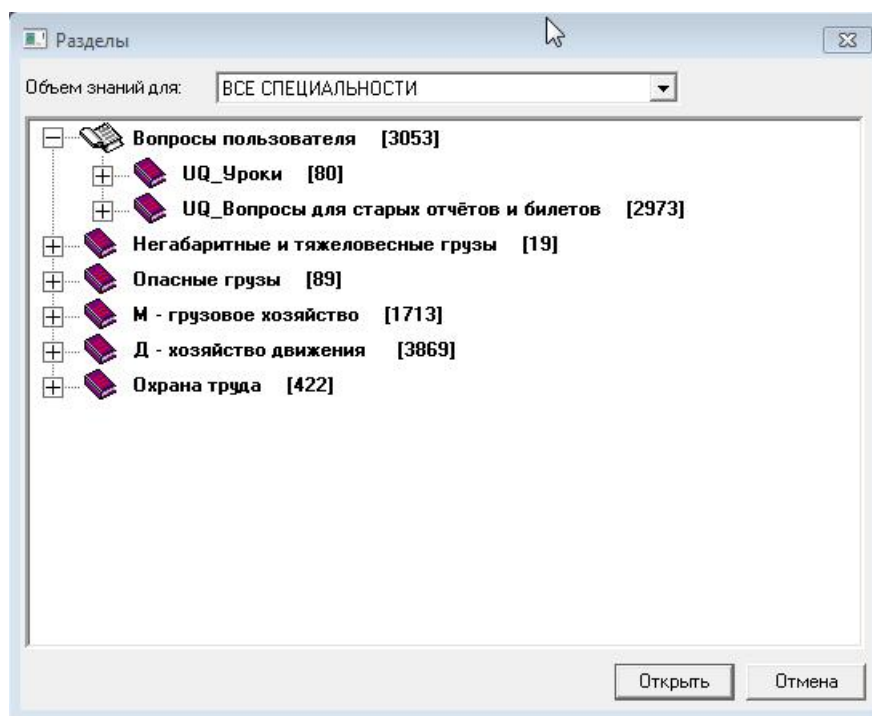 Разделы
Объем знаний для: ВСЕ СПЕЦИАЛЬНОСТИ
Вопросы пользователя [3053]
UQ_Уроки [80]
UQ_Вопросы для старых отчётов и билетов [2973]
Негабаритные и тяжеловесные грузы [19]
Опасные грузы [89]
М - грузовое хозяйство [1713]
Д - хозяйство движения [3869]
Охрана труда [422]
Открыть Отмена